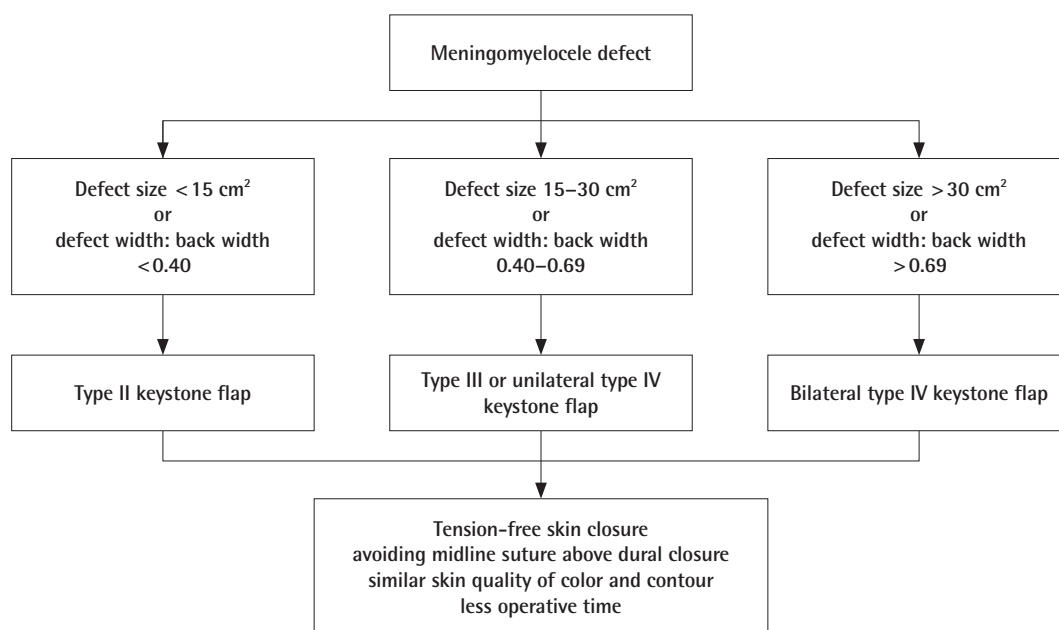 Meningomyelocele defect
Defect size <15 cm²
or
defect width: back width
<0.40
Defect size 15–30 cm²
or
defect width: back width
0.40–0.69
Defect size >30 cm²
or
defect width: back width
>0.69
Type II keystone flap
Type III or unilateral type IV
keystone flap
Bilateral type IV keystone flap
Tension-free skin closure
avoiding midline suture above dural closure
similar skin quality of color and contour
less operative time